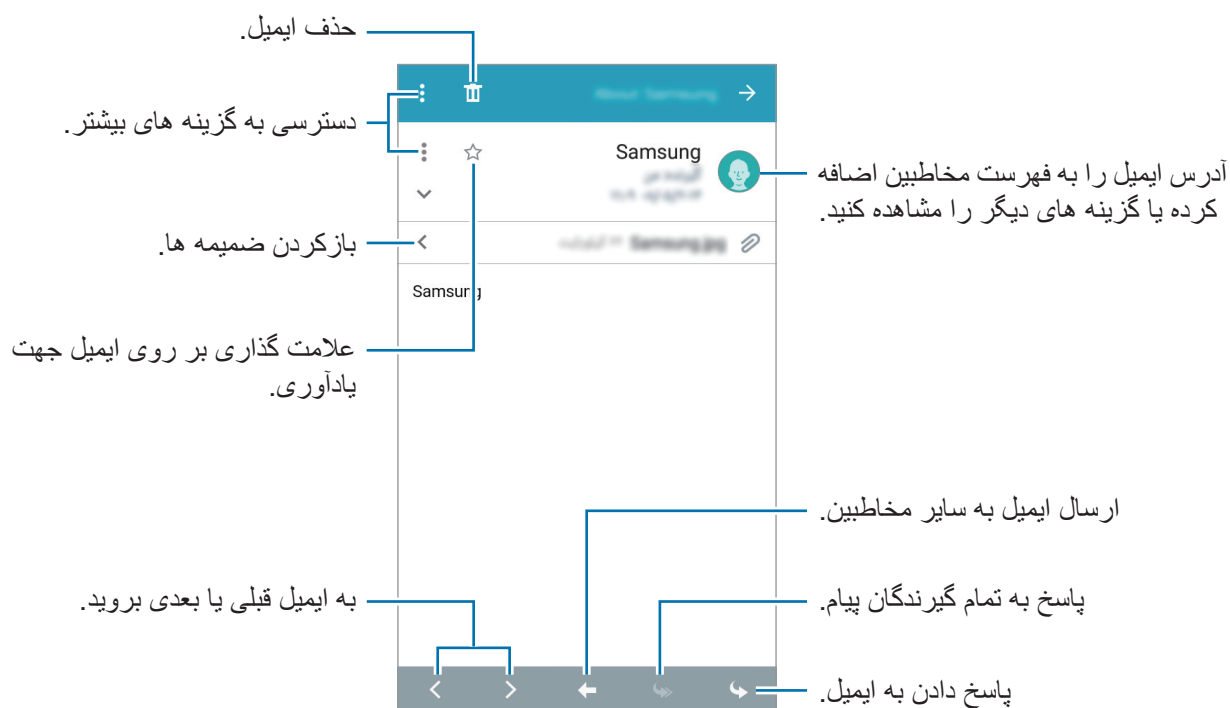 حذف ایمیل.
دسترسی به گزینه های بیشتر.
Samsung
آدرس ایمیل را به فهرست مخاطبین اضافه
کرده یا گزینه های دیگر را مشاهده کنید.
بازکردن ضمیمه ها.
Samsung.jpg
Samsung
علامت گذاری بر روی ایمیل جهت
یادآوری.
ارسال ایمیل به سایر مخاطبین.
به ایمیل قبلی یا بعدی بروید.
پاسخ به تمام گیرندگان پیام.
پاسخ دادن به ایمیل.